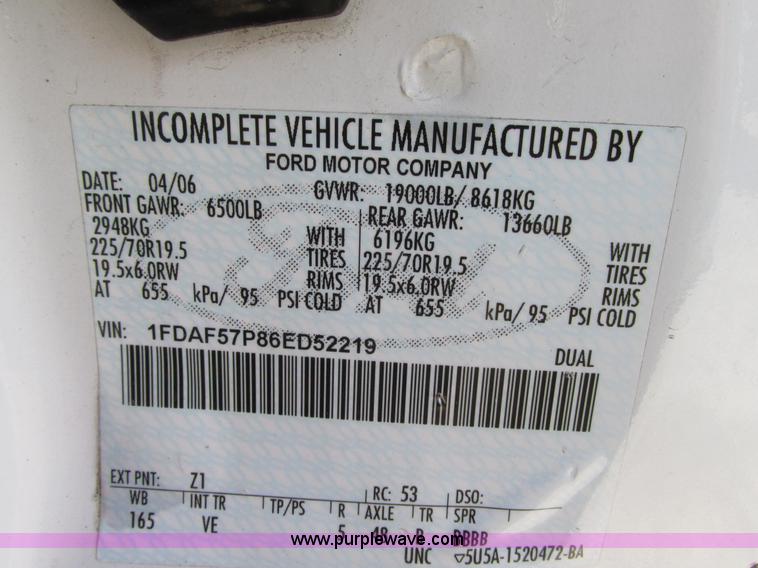 INCOMPLETE VEHICLE MANUFACTURED BY
FORD MOTOR COMPANY
DATE: 04/06 GVWR: 19000LB/ 8618KG
FRONT GAWR: 6500LB REAR GAWR: 13660LB
2948KG WITH 6196KG WITH
225/70R19.5 TIRES 225/70R19.5 TIRES
19.5x6.0RW RIMS 19.5x6.0RW RIMS
AT 655 kPa/ 95 PSI COLD AT 655 kPa/ 95 PSI COLD
VIN: 1FDAF57P86ED52219
DUAL
EXT PNT: Z1 RC: 53 DSO:
WB INT TR TP/PS R AXLE TR SPR
165 VE 5 48 BBBB
www.purplewave.com
UNC 5U5A-1520472-BA